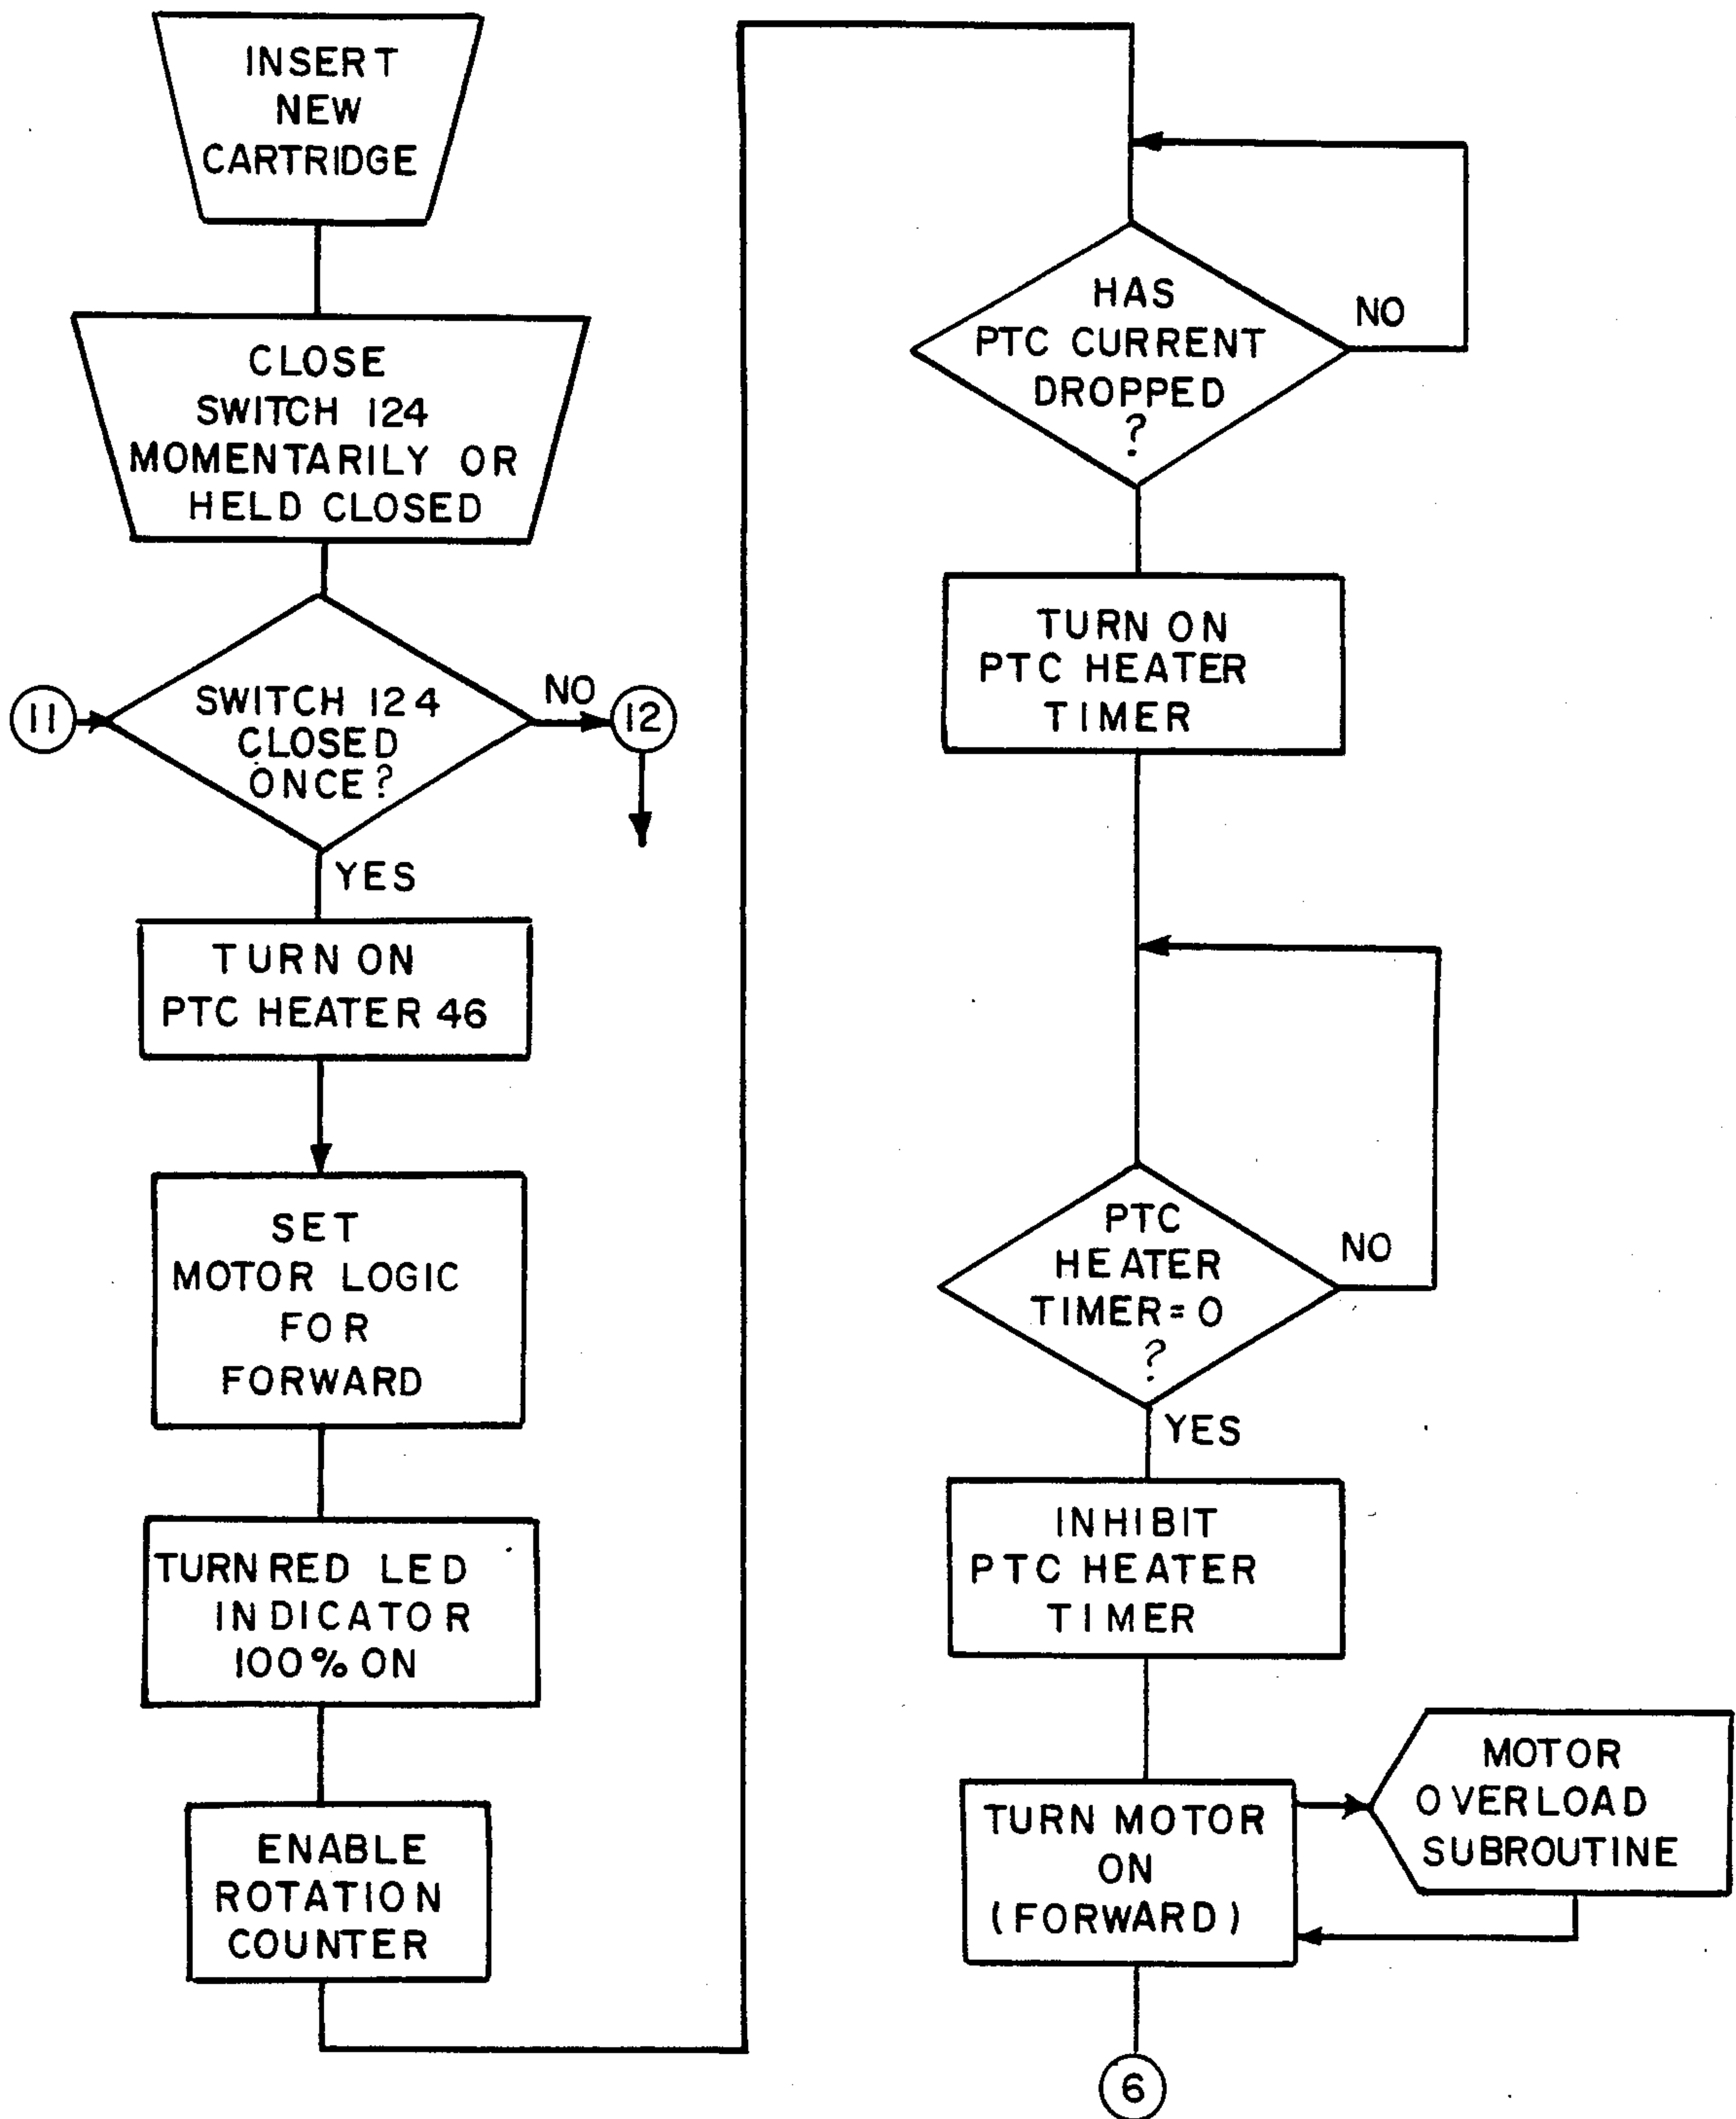 INSERT
NEW
CARTRIDGE
CLOSE
SWITCH 124
MOMENTARILY OR
HELD CLOSED
11
SWITCH 124
CLOSED
ONCE?
NO
12
YES
TURN ON
PTC HEATER 46
SET
MOTOR LOGIC
FOR
FORWARD
TURN RED LED
INDICATOR
100% ON
ENABLE
ROTATION
COUNTER
HAS
PTC CURRENT
DROPPED
?
NO
TURN ON
PTC HEATER
TIMER
PTC
HEATER
TIMER=0
?
NO
YES
INHIBIT
PTC HEATER
TIMER
TURN MOTOR
ON
(FORWARD)
MOTOR
OVERLOAD
SUBROUTINE
6